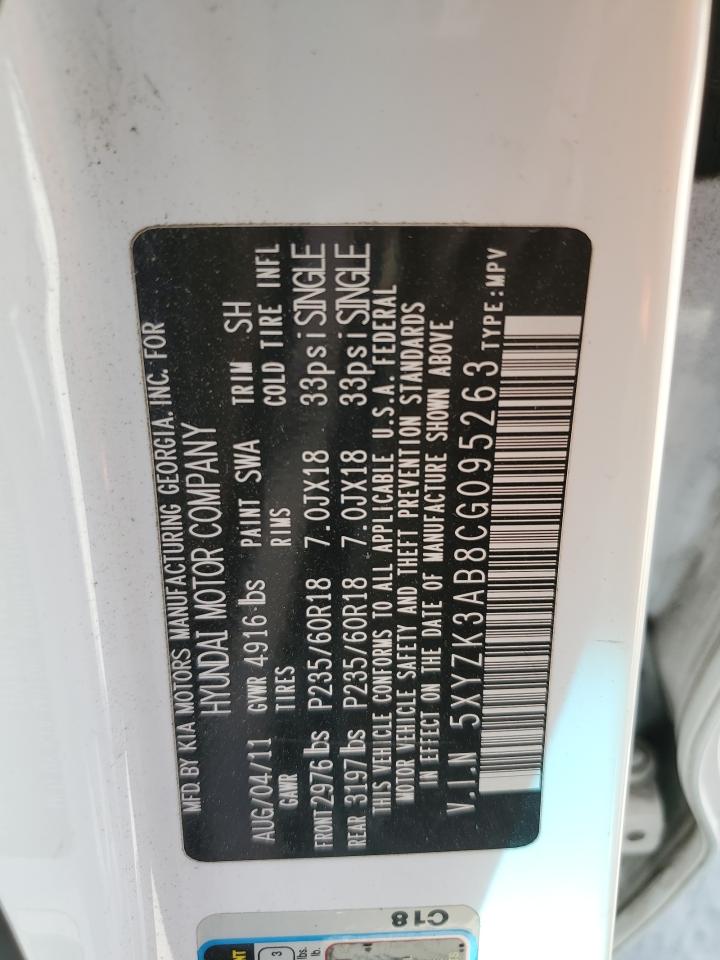 MFD BY KIA MOTORS MANUFACTURING GEORGIA. INC. FOR
HYUNDAI MOTOR COMPANY
AUG/04/11 GVWR 4916 lbs PAINT SWA TRIM SH
GAWR TIRES RIMS COLD TIRE INFL
FRONT 2976 lbs P235/60R18 7.0JX18 33psi SINGLE
REAR 3197 lbs P235/60R18 7.0JX18 33psi SINGLE
THIS VEHICLE CONFORMS TO ALL APPLICABLE U.S.A. FEDERAL
MOTOR VEHICLE SAFETY AND THEFT PREVENTION STANDARDS
IN EFFECT ON THE DATE OF MANUFACTURE SHOWN ABOVE
V.I.N 5XYZK3AB8CG095263 TYPE:MPV
C18
3
lbs.
lb.